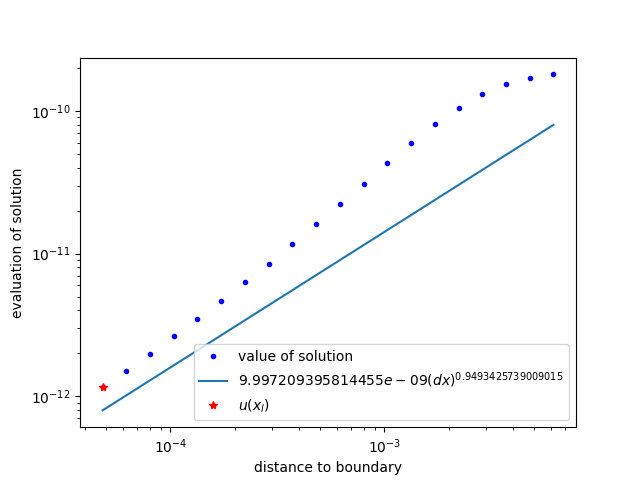 10⁻¹⁰
10⁻¹¹
10⁻¹²
evaluation of solution
value of solution
9.997209395814455e − 09(dx)^0.9493425739009015
u(x_l)
10⁻⁴ 10⁻³
distance to boundary